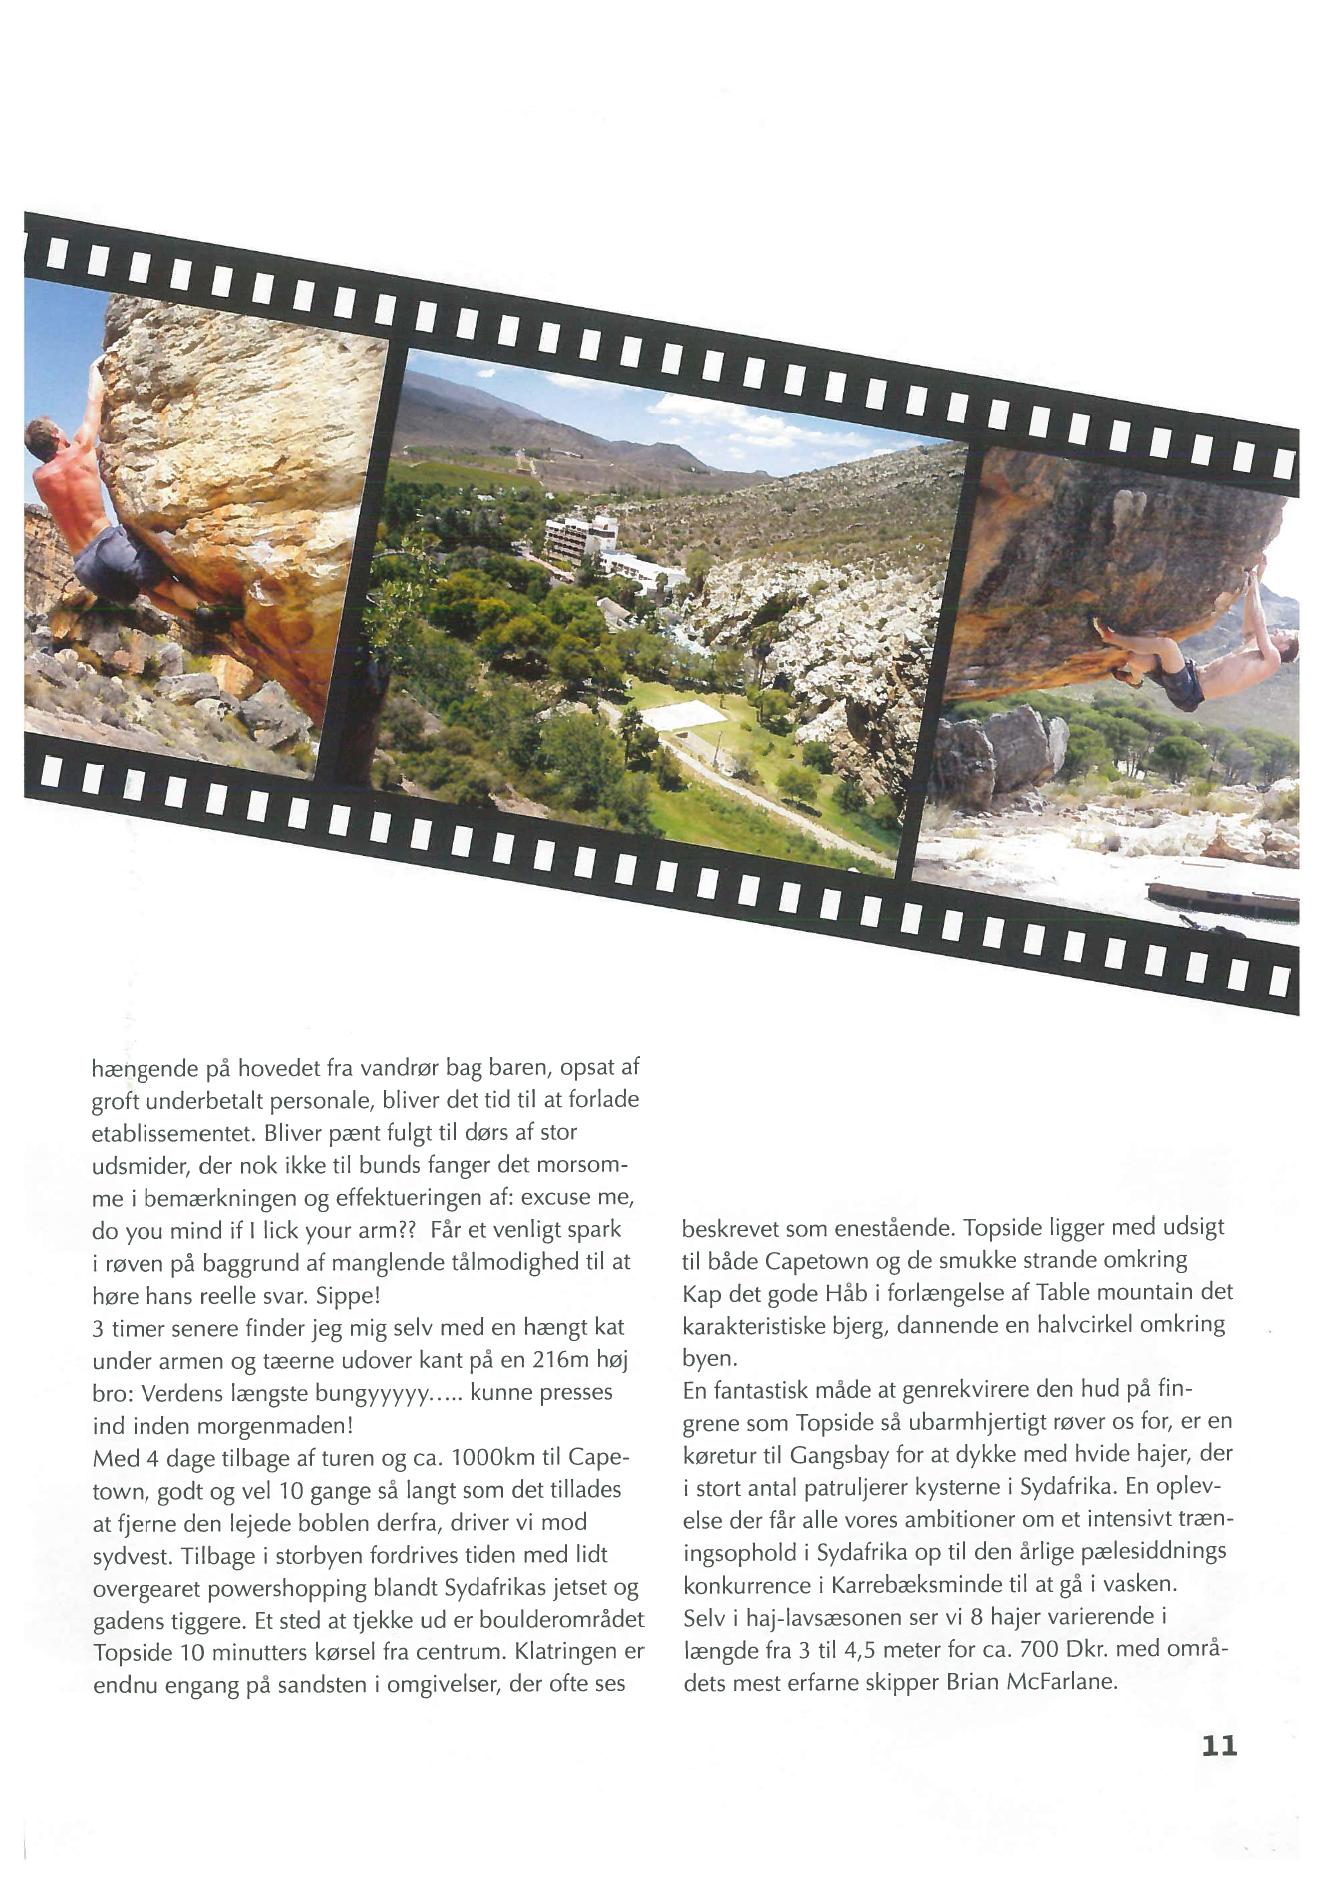 hængende på hovedet fra vandrør bag baren, opsat af
groft underbetalt personale, bliver det tid til at forlade
etablissementet. Bliver pænt fulgt til dørs af stor
udsmider, der nok ikke til bunds fanger det morsom-
me i bemærkningen og effektueringen af: excuse me,
do you mind if I lick your arm??  Får et venligt spark
i røven på baggrund af manglende tålmodighed til at
høre hans reelle svar. Sippe!
3 timer senere finder jeg mig selv med en hængt kat
under armen og tæerne udover kant på en 216m høj
bro: Verdens længste bungyyyyy..... kunne presses
ind inden morgenmaden!
Med 4 dage tilbage af turen og ca. 1000km til Cape-
town, godt og vel 10 gange så langt som det tillades
at fjerne den lejede boblen derfra, driver vi mod
sydvest. Tilbage i storbyen fordrives tiden med lidt
overgearet powershopping blandt Sydafrikas jetset og
gadens tiggere. Et sted at tjekke ud er boulderområdet
Topside 10 minutters kørsel fra centrum. Klatringen er
endnu engang på sandsten i omgivelser, der ofte ses
beskrevet som enestående. Topside ligger med udsigt
til både Capetown og de smukke strande omkring
Kap det gode Håb i forlængelse af Table mountain det
karakteristiske bjerg, dannende en halvcirkel omkring
byen.
En fantastisk måde at genrekvirere den hud på fin-
grene som Topside så ubarmhjertigt røver os for, er en
køretur til Gangsbay for at dykke med hvide hajer, der
i stort antal patruljerer kysterne i Sydafrika. En oplev-
else der får alle vores ambitioner om et intensivt træn-
ingsophold i Sydafrika op til den årlige pælesiddnings
konkurrence i Karrebæksminde til at gå i vasken.
Selv i haj-lavsæsonen ser vi 8 hajer varierende i
længde fra 3 til 4,5 meter for ca. 700 Dkr. med områ-
dets mest erfarne skipper Brian McFarlane.
11